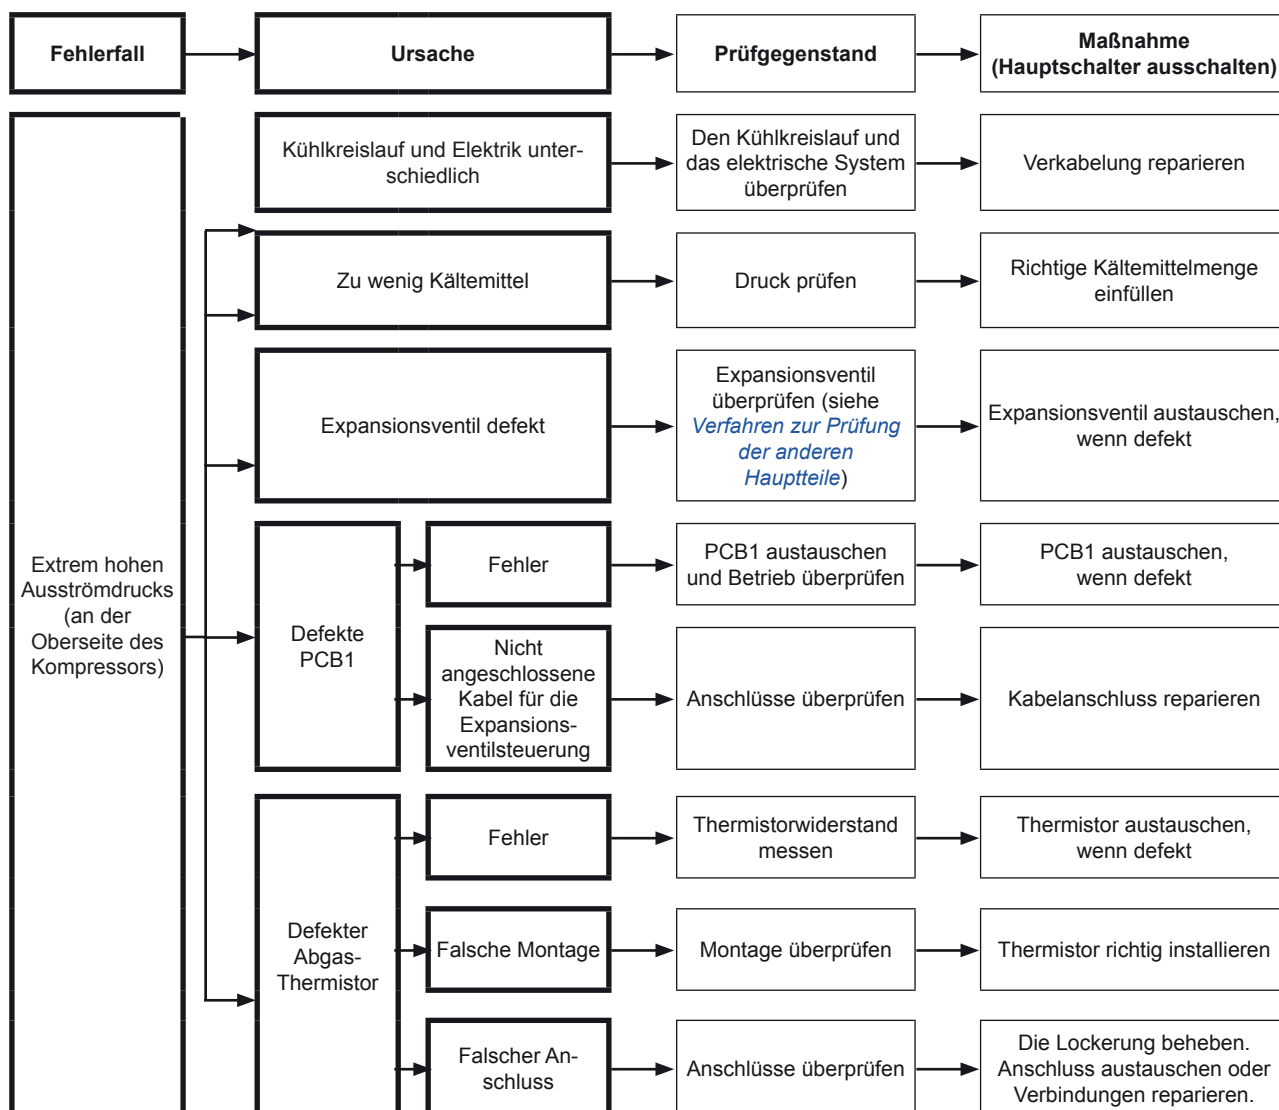 Fehlerfall
Ursache
Prüfgegenstand
Maßnahme
(Hauptschalter ausschalten)
Extrem hohen
Ausströmdrucks
(an der
Oberseite des
Kompressors)
Kühlkreislauf und Elektrik unter-
schiedlich
Den Kühlkreislauf und
das elektrische System
überprüfen
Verkabelung reparieren
Zu wenig Kältemittel
Druck prüfen
Richtige Kältemittelmenge
einfüllen
Expansionsventil defekt
Expansionsventil
überprüfen (siehe
Verfahren zur Prüfung
der anderen
Hauptteile)
Expansionsventil austauschen,
wenn defekt
Defekte
PCB1
Fehler
PCB1 austauschen
und Betrieb überprüfen
PCB1 austauschen,
wenn defekt
Nicht
angeschlossene
Kabel für die
Expansions-
ventilsteuerung
Anschlüsse überprüfen
Kabelanschluss reparieren
Defekter
Abgas-
Thermistor
Fehler
Thermistorwiderstand
messen
Thermistor austauschen,
wenn defekt
Falsche Montage
Montage überprüfen
Thermistor richtig installieren
Falscher An-
schluss
Anschlüsse überprüfen
Die Lockerung beheben.
Anschluss austauschen oder
Verbindungen reparieren.